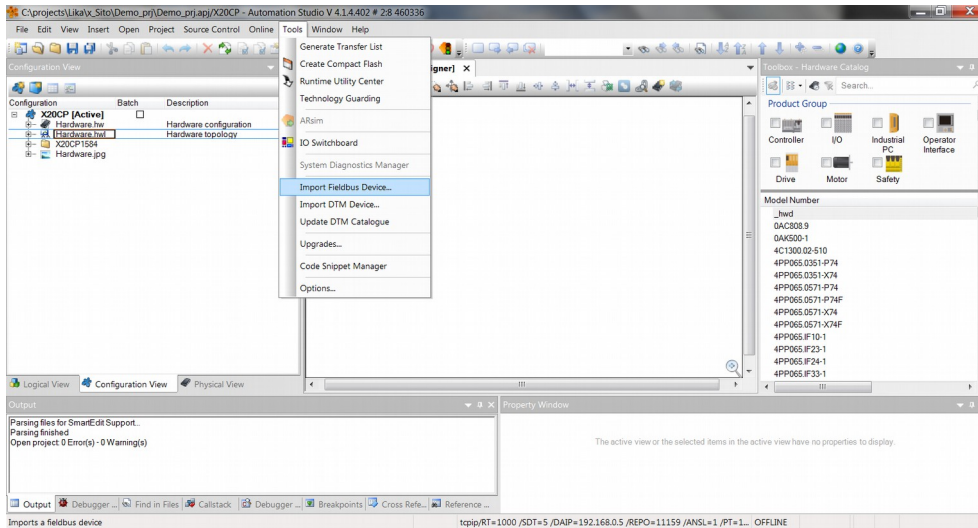 C:\projects\Lika\x_Sito\Demo_prj\Demo_prj.apj/X20CP - Automation Studio V 4.1.4.402 # 2:8 460336
File Edit View Insert Open Project Source Control Online Tools Window Help
Generate Transfer List
Create Compact Flash
Runtime Utility Center
Technology Guarding
ARsim
IO Switchboard
System Diagnostics Manager
Import Fieldbus Device...
Import DTM Device...
Update DTM Catalogue
Upgrades...
Code Snippet Manager
Options...
Configuration View
Configuration Batch Description
X20CP [Active]
Hardware.hw Hardware configuration
Hardware.hwl Hardware topology
X20CP1584
Hardware.jpg
Logical View Configuration View Physical View
igner] X
Toolbox - Hardware Catalog
Search...
Product Group
Controller I/O Industrial PC Operator Interface
Drive Motor Safety
Model Number
_hwd
0AC808.9
0AK500-1
4C1300.02-510
4PP065.0351-P74
4PP065.0351-X74
4PP065.0571-P74
4PP065.0571-P74F
4PP065.0571-X74
4PP065.0571-X74F
4PP065.IF10-1
4PP065.IF23-1
4PP065.IF24-1
4PP065.IF33-1
Output
Parsing files for SmartEdit Support...
Parsing finished
Open project: 0 Error(s) - 0 Warning(s)
Output Debugger ... Find in Files Callstack Debugger ... Breakpoints Cross Refe... Reference ...
Property Window
The active view or the selected items in the active view have no properties to display.
Imports a fieldbus device
tcpip/RT=1000 /SDT=5 /DAIP=192.168.0.5 /REPO=11159 /ANSL=1 /PT=1... OFFLINE